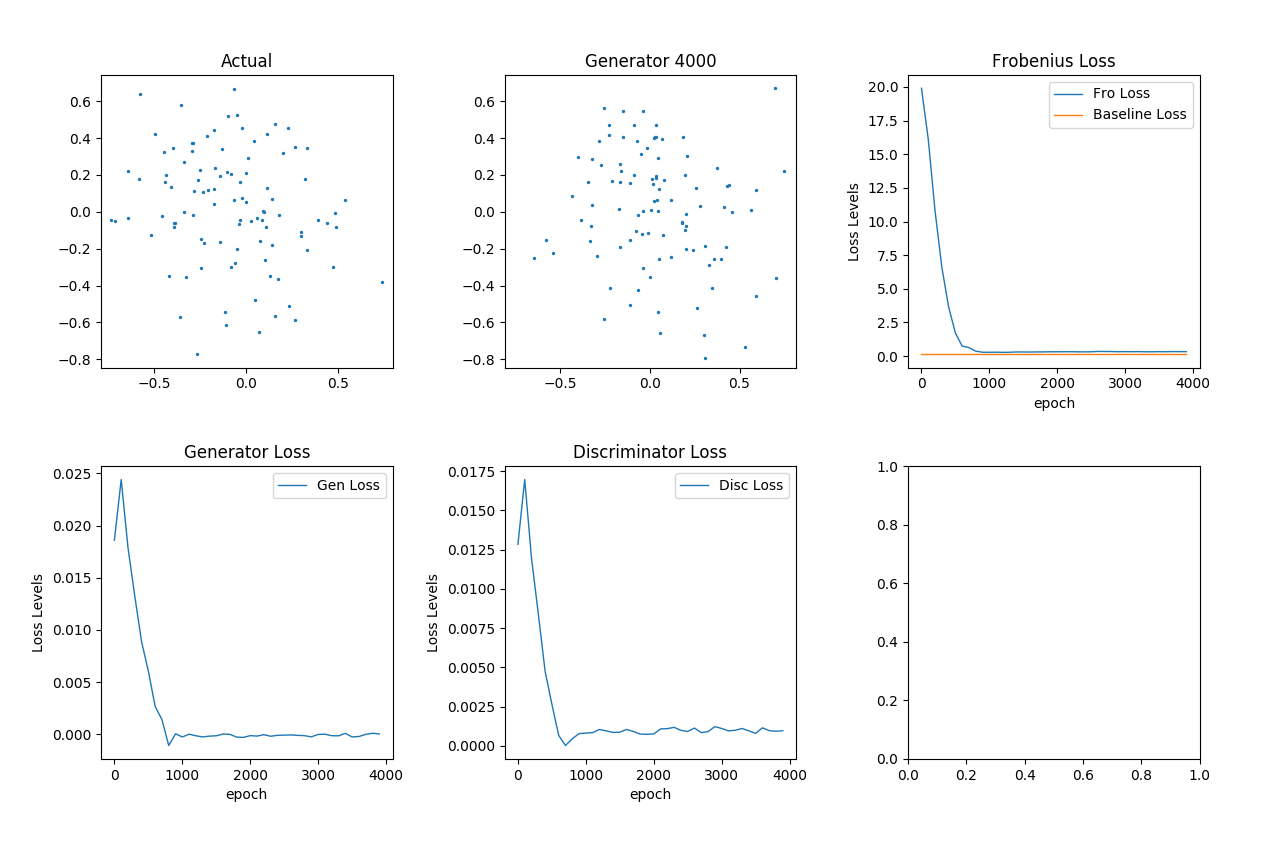 Actual
0.6
0.4
0.2
0.0
−0.2
−0.4
−0.6
−0.8
−0.5 0.0 0.5
Generator 4000
0.6
0.4
0.2
0.0
−0.2
−0.4
−0.6
−0.8
−0.5 0.0 0.5
Frobenius Loss
Fro Loss
Baseline Loss
Loss Levels
20.0
17.5
15.0
12.5
10.0
7.5
5.0
2.5
0.0
0 1000 2000 3000 4000
epoch
Generator Loss
Gen Loss
Loss Levels
0.025
0.020
0.015
0.010
0.005
0.000
0 1000 2000 3000 4000
epoch
Discriminator Loss
Disc Loss
Loss Levels
0.0175
0.0150
0.0125
0.0100
0.0075
0.0050
0.0025
0.0000
0 1000 2000 3000 4000
epoch
1.0
0.8
0.6
0.4
0.2
0.0
0.0 0.2 0.4 0.6 0.8 1.0